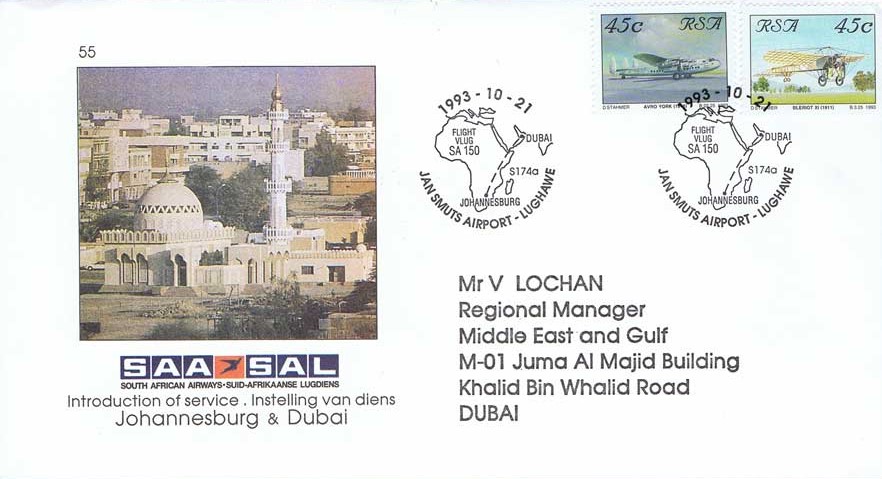 55
45c RSA
D STAHMER AVRO YORK
RSA 45c
D STAHMER BLERIOT XI (1911) B.3.25 1993
1993 - 10 - 21
FLIGHT
VLUG
SA 150
DUBAI
S174a
JOHANNESBURG
JAN SMUTS AIRPORT - LUGHAWE
1993 - 10 - 21
FLIGHT
VLUG
SA 150
DUBAI
S174a
JOHANNESBURG
JAN SMUTS AIRPORT - LUGHAWE
SAA SAL
SOUTH AFRICAN AIRWAYS · SUID-AFRIKAANSE LUGDIENS
Introduction of service . Instelling van diens
Johannesburg & Dubai
Mr V LOCHAN
Regional Manager
Middle East and Gulf
M-01 Juma Al Majid Building
Khalid Bin Whalid Road
DUBAI